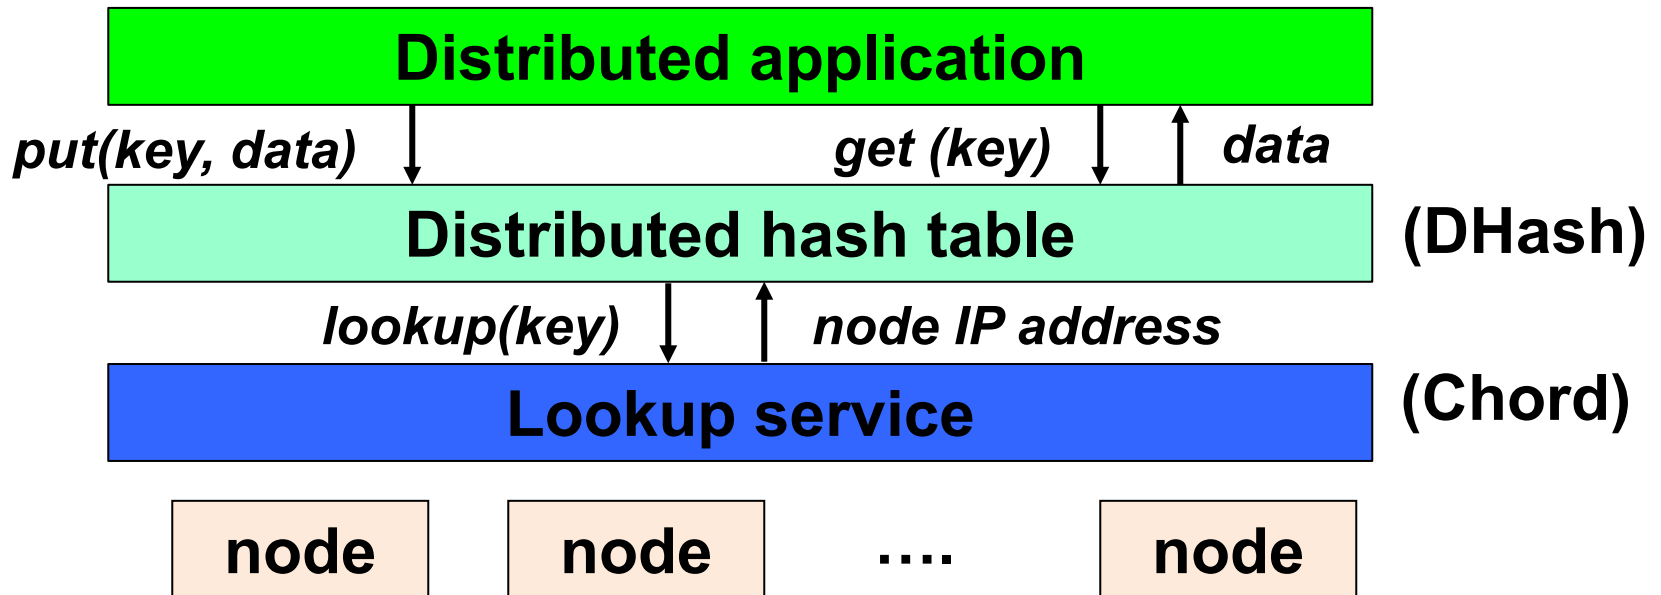 Distributed application
put(key, data)
get (key)
data
Distributed hash table
(DHash)
lookup(key)
node IP address
Lookup service
(Chord)
node
node
....
node